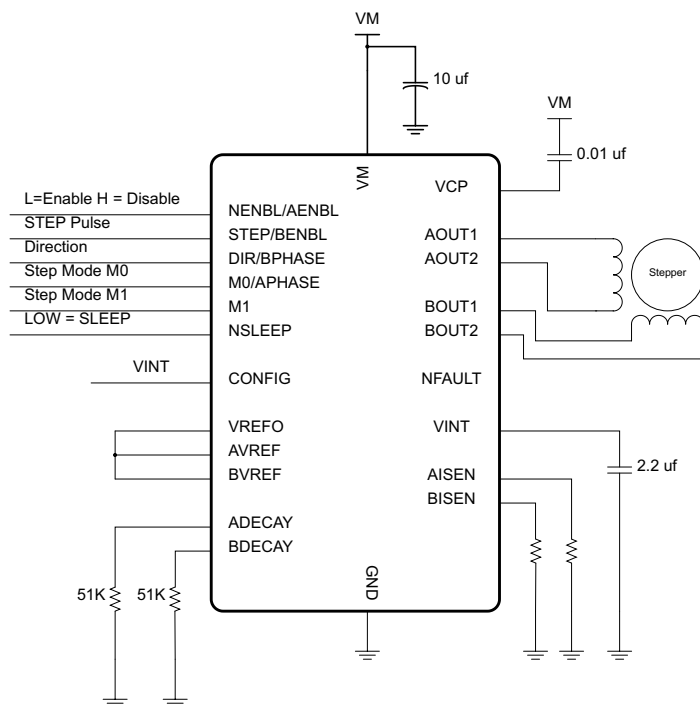 VM
10 uf
VM
0.01 uf
VM
VCP
L=Enable H = Disable
NENBL/AENBL
STEP Pulse
STEP/BENBL
AOUT1
Direction
DIR/BPHASE
AOUT2
Stepper
Step Mode M0
M0/APHASE
Step Mode M1
M1
BOUT1
LOW = SLEEP
NSLEEP
BOUT2
VINT
CONFIG
NFAULT
VREFO
VINT
AVREF
BVREF
AISEN
2.2 uf
BISEN
ADECAY
BDECAY
GND
51K
51K